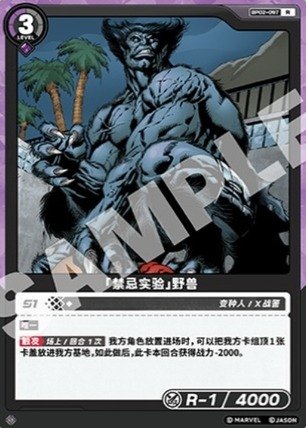 3
LEVEL
BP02-097 R
SAMPLE
「禁忌实验」野兽
S1
变种人 / X战警
唯一
触发 场上 / 回合 1 次 我方角色放置进场时，可以把我方卡组顶 1 张
卡盖放进我方基地，如此做后，此卡本回合获得战力 -2000。
R-1 / 4000
© MARVEL © JASON